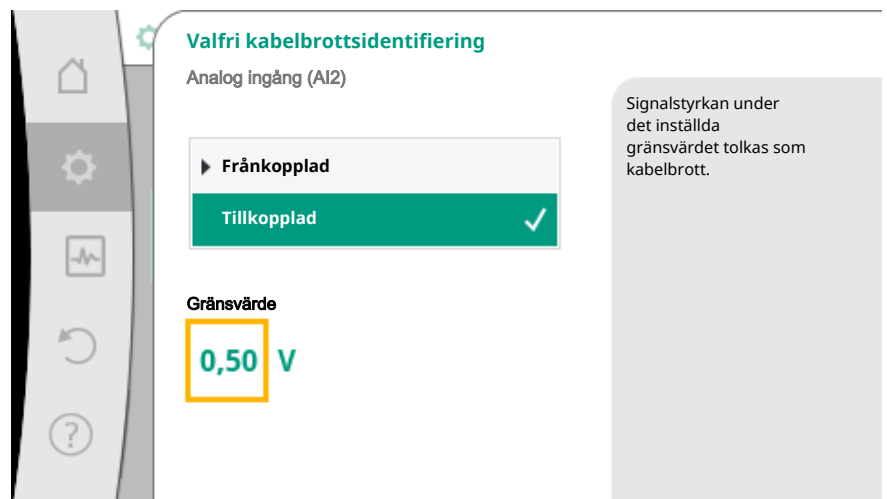 Valfri kabelbrottsidentifiering
Analog ingång (AI2)
Frånkopplad
Tillkopplad
Gränsvärde
0,50 V
Signalstyrkan under
det inställda
gränsvärdet tolkas som
kabelbrott.
?